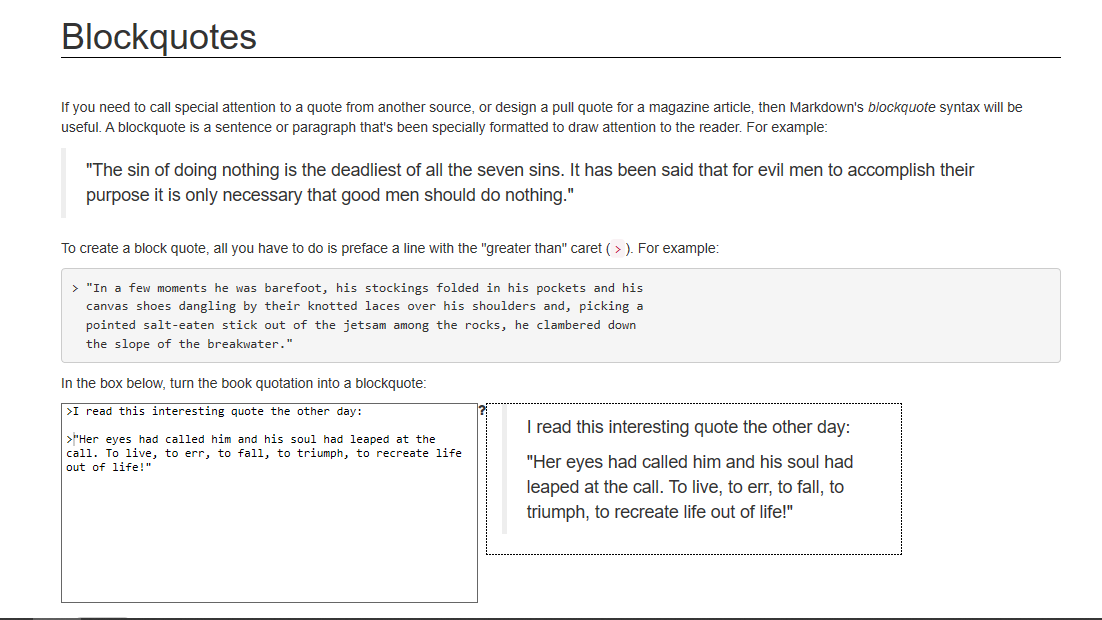 Blockquotes
If you need to call special attention to a quote from another source, or design a pull quote for a magazine article, then Markdown's blockquote syntax will be
useful. A blockquote is a sentence or paragraph that's been specially formatted to draw attention to the reader. For example:
"The sin of doing nothing is the deadliest of all the seven sins. It has been said that for evil men to accomplish their
purpose it is only necessary that good men should do nothing."
To create a block quote, all you have to do is preface a line with the "greater than" caret ( > ). For example:
> "In a few moments he was barefoot, his stockings folded in his pockets and his
canvas shoes dangling by their knotted laces over his shoulders and, picking a
pointed salt-eaten stick out of the jetsam among the rocks, he clambered down
the slope of the breakwater."
In the box below, turn the book quotation into a blockquote:
>I read this interesting quote the other day:
>"Her eyes had called him and his soul had leaped at the
call. To live, to err, to fall, to triumph, to recreate life
out of life!"
?
I read this interesting quote the other day:
"Her eyes had called him and his soul had
leaped at the call. To live, to err, to fall, to
triumph, to recreate life out of life!"